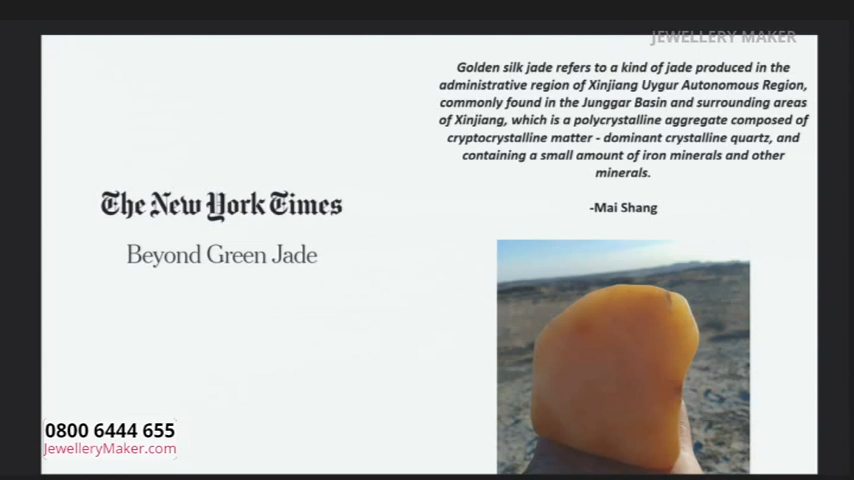 JEWELLERY MAKER
Golden silk jade refers to a kind of jade produced in the
administrative region of Xinjiang Uygur Autonomous Region,
commonly found in the Junggar Basin and surrounding areas
of Xinjiang, which is a polycrystalline aggregate composed of
cryptocrystalline matter - dominant crystalline quartz, and
containing a small amount of iron minerals and other
minerals.
-Mai Shang
The New York Times
Beyond Green Jade
0800 6444 655
JewelleryMaker.com